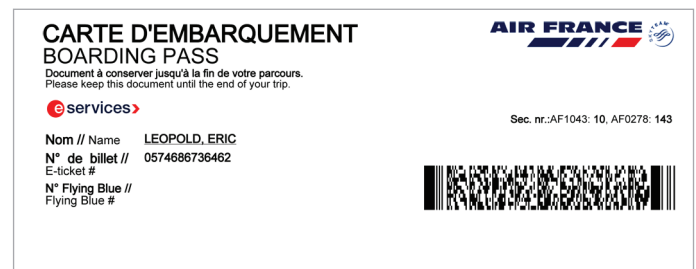 CARTE D'EMBARQUEMENT
BOARDING PASS
Document à conserver jusqu'à la fin de votre parcours.
Please keep this document until the end of your trip.
AIR FRANCE
SKYTEAM
e services
Sec. nr.:AF1043: 10, AF0278: 143
Nom // Name LEOPOLD, ERIC
N° de billet // 0574686736462
E-ticket #
N° Flying Blue //
Flying Blue #